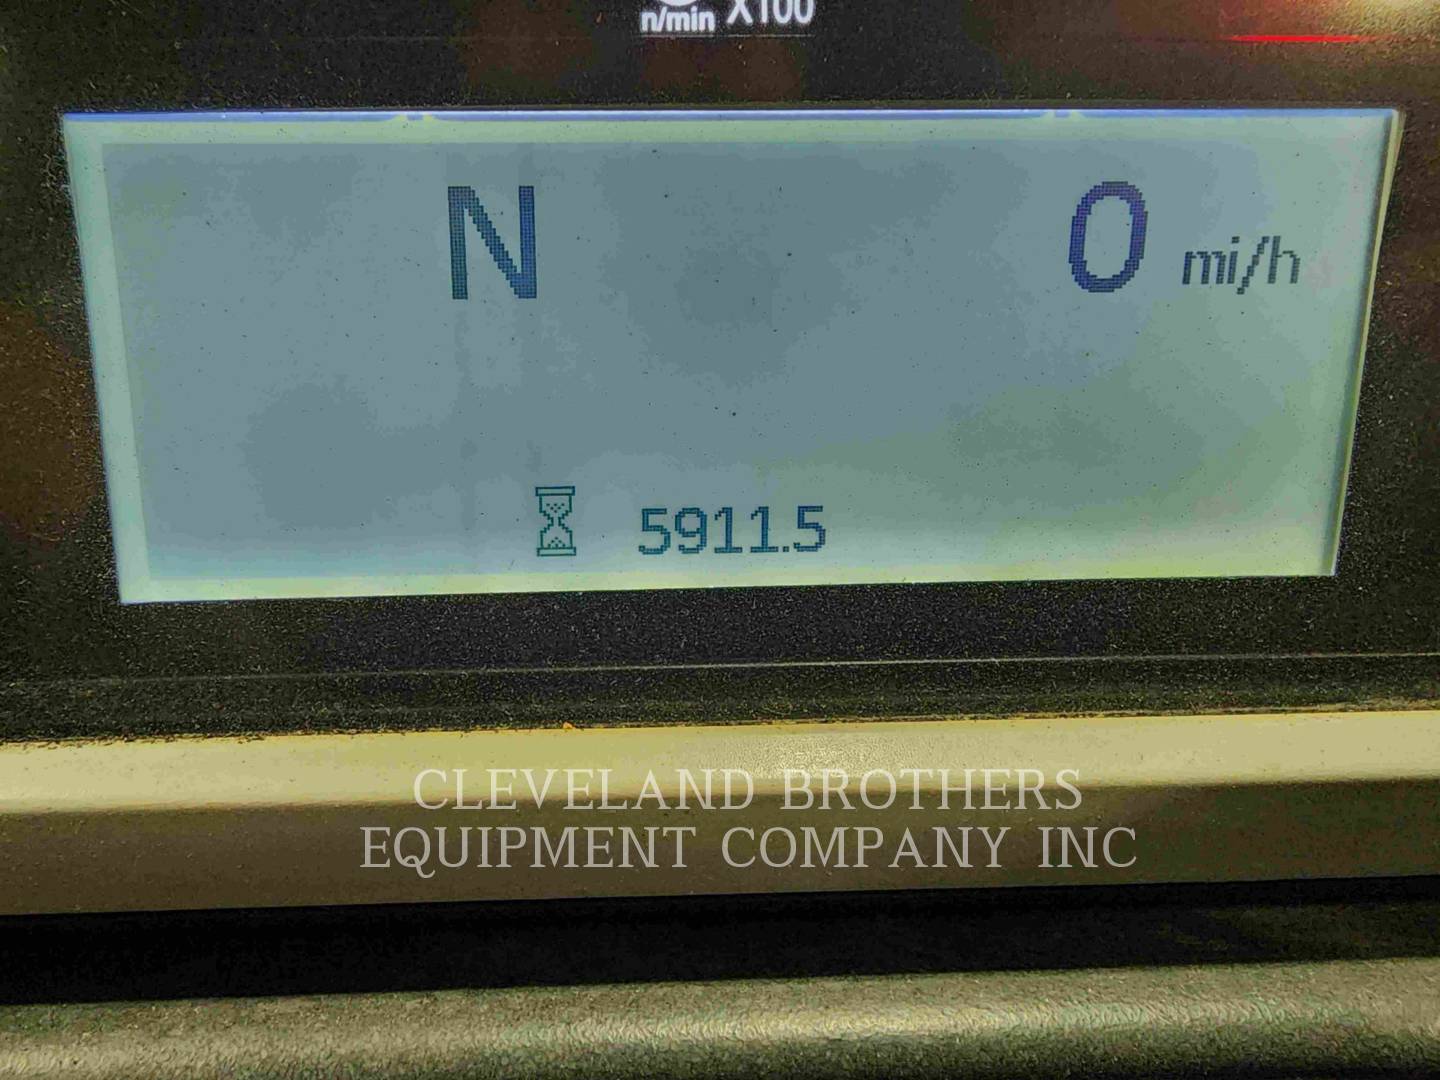 n/min X100
N 0 mi/h
5911.5
CLEVELAND BROTHERS
EQUIPMENT COMPANY INC